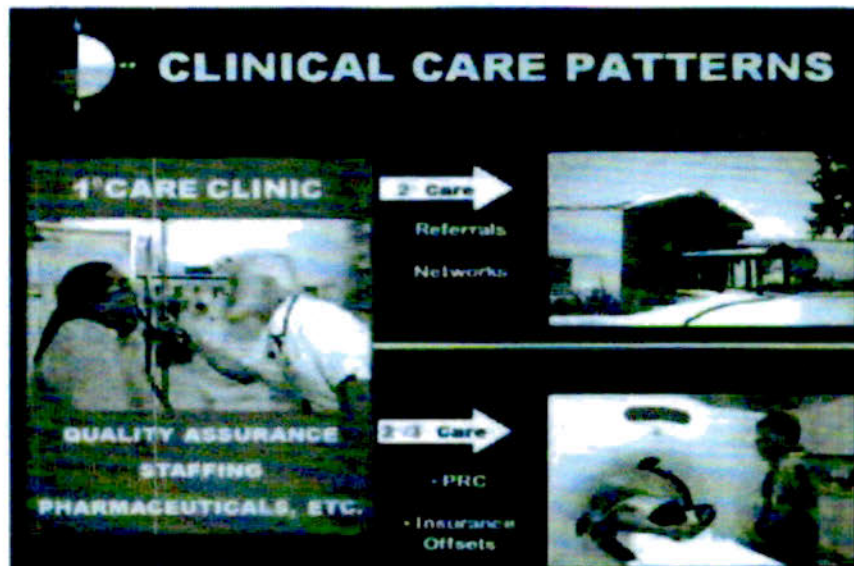 CLINICAL CARE PATTERNS
1° CARE CLINIC
QUALITY ASSURANCE
STAFFING
PHARMACEUTICALS, ETC.
2° Care
Referrals
Networks
2°/3° Care
- PRC
- Insurance
Offsets